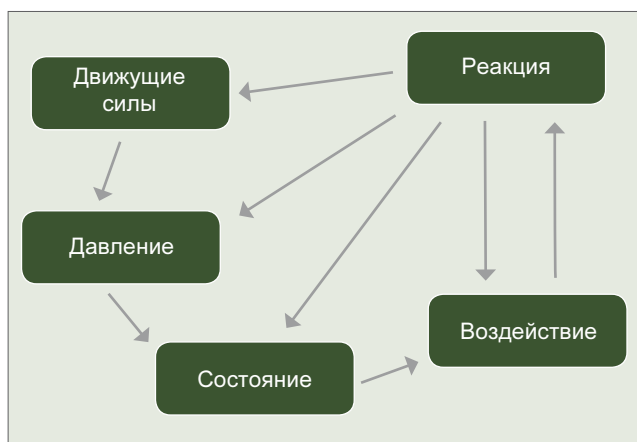 Движущие
силы
Реакция
Давление
Воздействие
Состояние